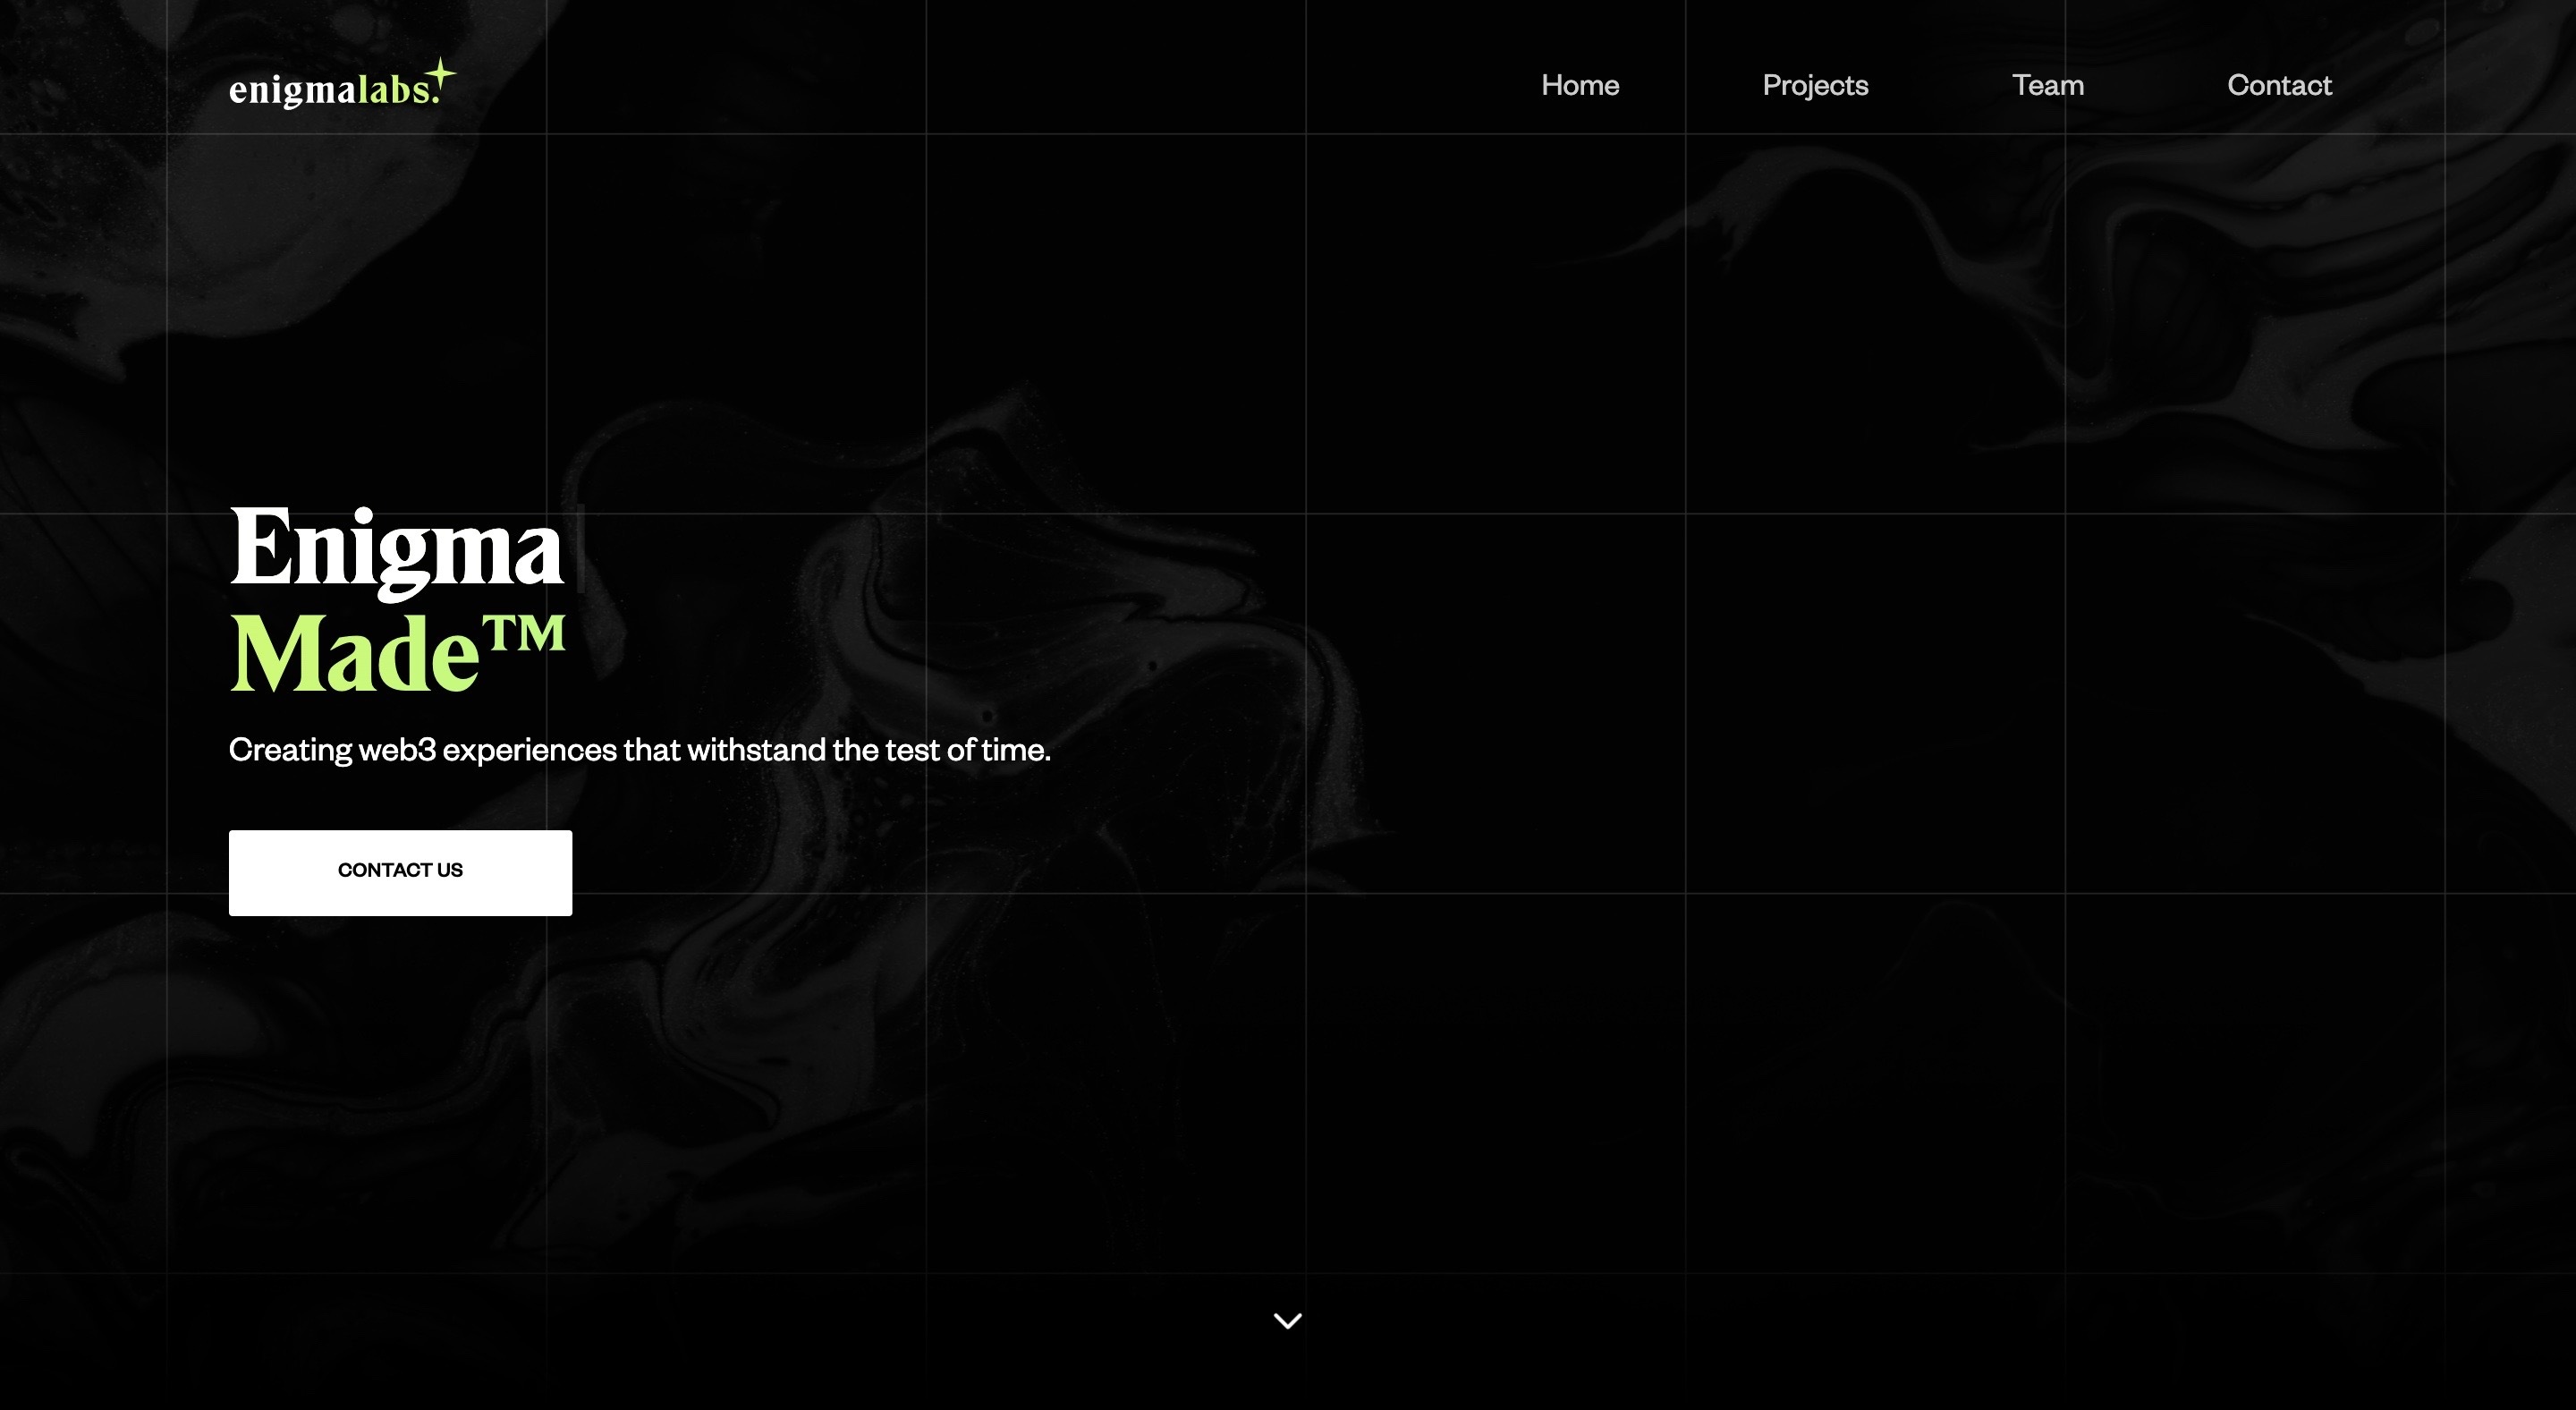 enigmalabs.
Home Projects Team Contact
Enigma
Made™
Creating web3 experiences that withstand the test of time.
CONTACT US